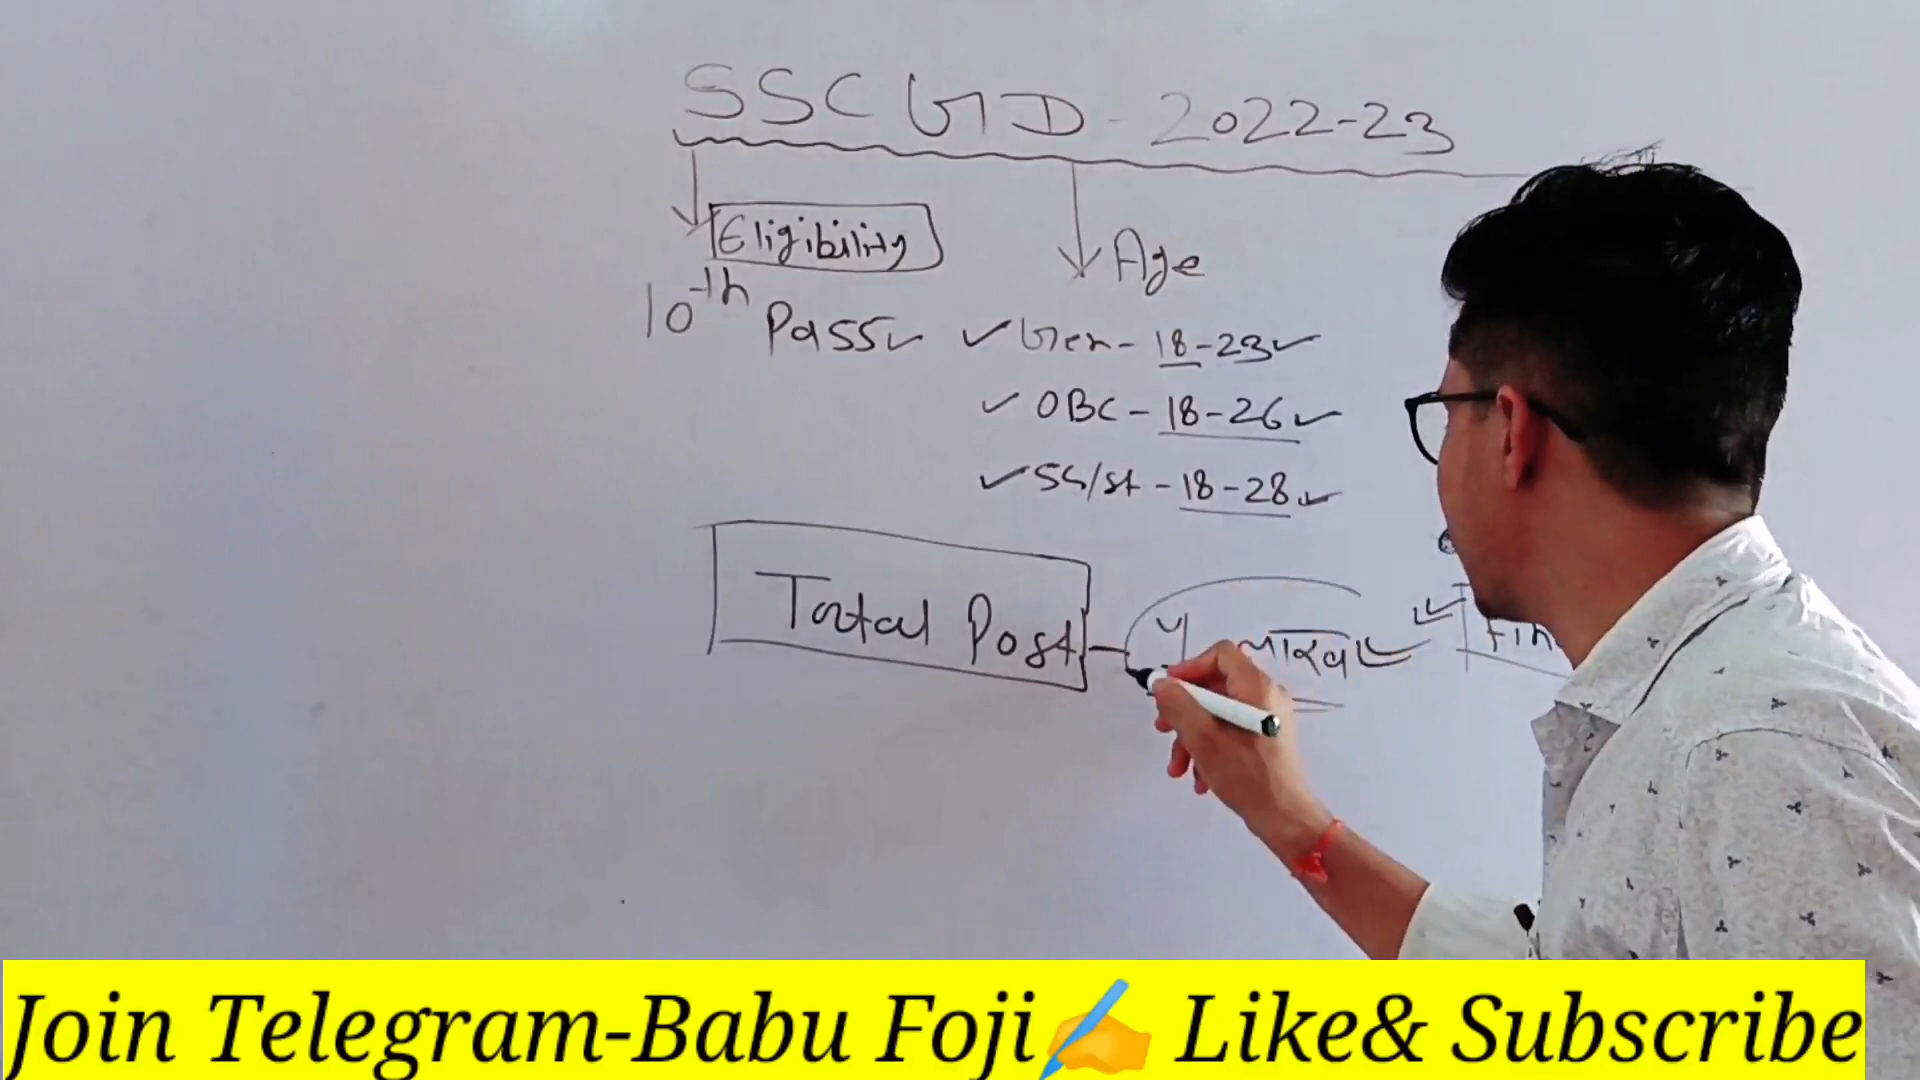 SSC GD - 2022-23
Eligibility
Age
10th Pass
Gen - 18-23
OBC - 18-26
SS/St - 18-28
Total Post -
Join Telegram-Babu Foji✍ Like& Subscribe